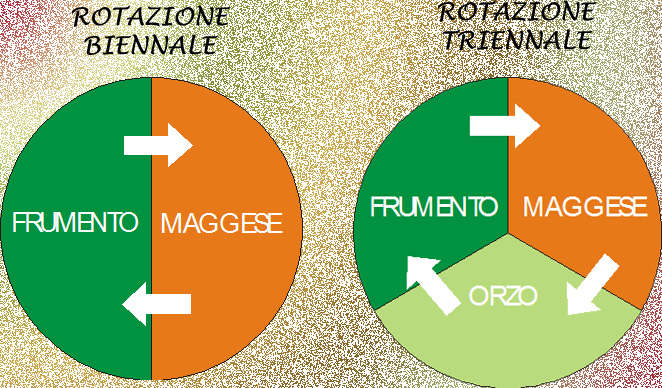 ROTAZIONE
BIENNALE
FRUMENTO
MAGGESE
ROTAZIONE
TRIENNALE
FRUMENTO
MAGGESE
ORZO